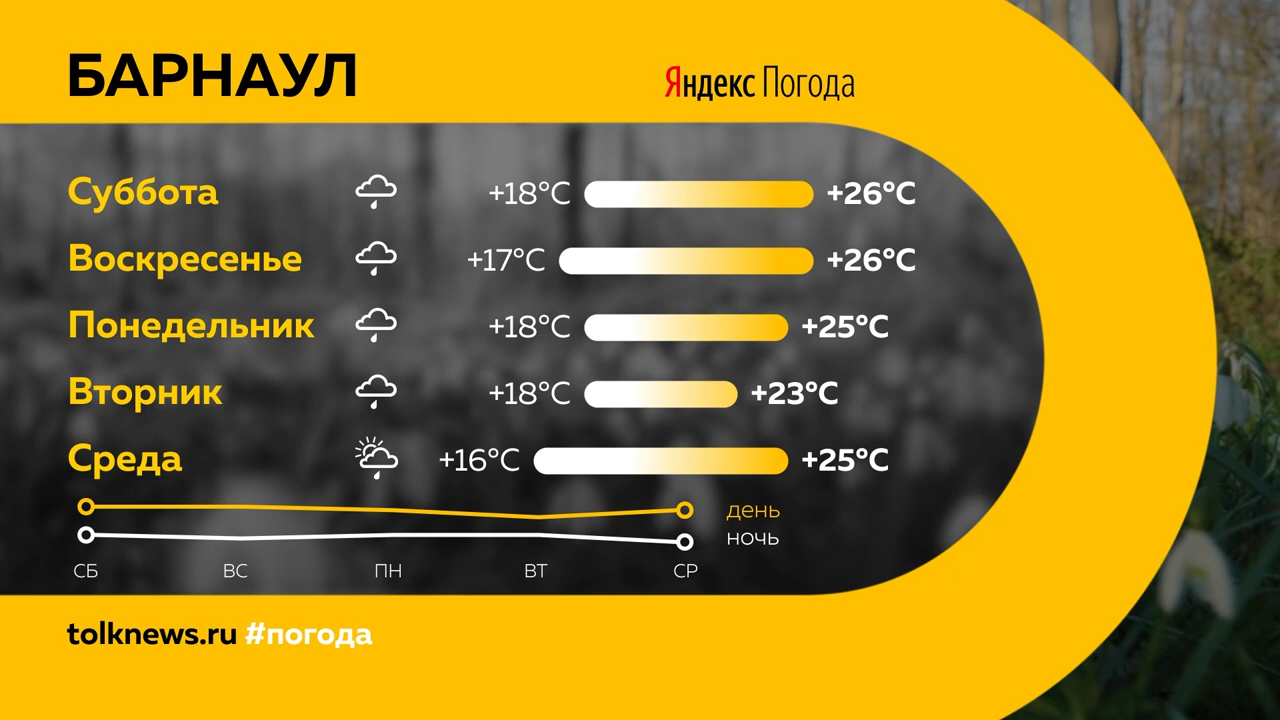 БАРНАУЛ
Яндекс Погода
Суббота +18°C +26°C
Воскресенье +17°C +26°C
Понедельник +18°C +25°C
Вторник +18°C +23°C
Среда +16°C +25°C
день
ночь
СБ ВС ПН ВТ СР
tolknews.ru #погода